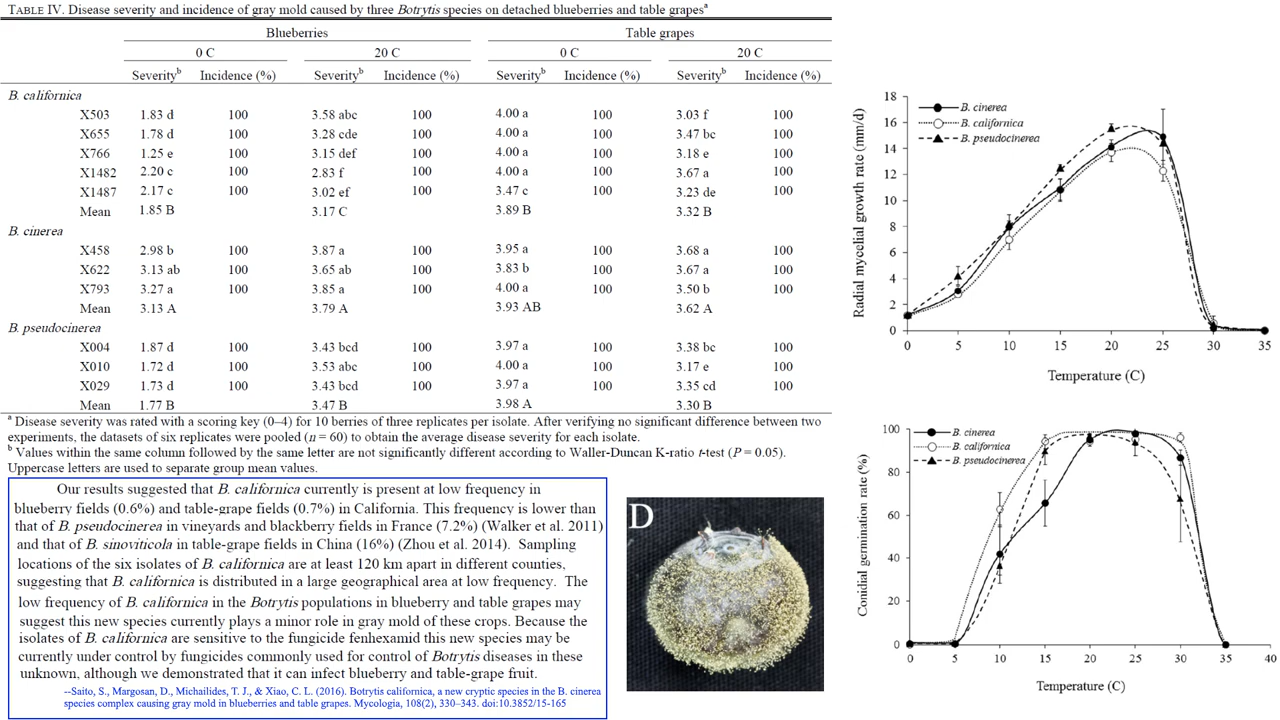 TABLE IV. Disease severity and incidence of gray mold caused by three Botrytis species on detached blueberries and table grapesa
Blueberries Table grapes
0 C 20 C 0 C 20 C
Severityb Incidence (%) Severityb Incidence (%) Severityb Incidence (%) Severityb Incidence (%)
B. californica
X503 1.83 d 100 3.58 abc 100 4.00 a 100 3.03 f 100
X655 1.78 d 100 3.28 cde 100 4.00 a 100 3.47 bc 100
X766 1.25 e 100 3.15 def 100 4.00 a 100 3.18 e 100
X1482 2.20 c 100 2.83 f 100 4.00 a 100 3.67 a 100
X1487 2.17 c 100 3.02 ef 100 3.47 c 100 3.23 de 100
Mean 1.85 B 3.17 C 3.89 B 3.32 B
B. cinerea
X458 2.98 b 100 3.87 a 100 3.95 a 100 3.68 a 100
X622 3.13 ab 100 3.65 ab 100 3.83 b 100 3.67 a 100
X793 3.27 a 100 3.85 a 100 4.00 a 100 3.50 b 100
Mean 3.13 A 3.79 A 3.93 AB 3.62 A
B. pseudocinerea
X004 1.87 d 100 3.43 bcd 100 3.97 a 100 3.38 bc 100
X010 1.72 d 100 3.53 abc 100 4.00 a 100 3.17 e 100
X029 1.73 d 100 3.43 bcd 100 3.97 a 100 3.35 cd 100
Mean 1.77 B 3.47 B 3.98 A 3.30 B
a Disease severity was rated with a scoring key (0–4) for 10 berries of three replicates per isolate. After verifying no significant difference between two
experiments, the datasets of six replicates were pooled (n = 60) to obtain the average disease severity for each isolate.
b Values within the same column followed by the same letter are not significantly different according to Waller-Duncan K-ratio t-test (P = 0.05).
Uppercase letters are used to separate group mean values.
Our results suggested that B. californica currently is present at low frequency in
blueberry fields (0.6%) and table-grape fields (0.7%) in California. This frequency is lower than
that of B. pseudocinerea in vineyards and blackberry fields in France (7.2%) (Walker et al. 2011)
and that of B. sinoviticola in table-grape fields in China (16%) (Zhou et al. 2014). Sampling
locations of the six isolates of B. californica are at least 120 km apart in different counties,
suggesting that B. californica is distributed in a large geographical area at low frequency. The
low frequency of B. californica in the Botrytis populations in blueberry and table grapes may
suggest this new species currently plays a minor role in gray mold of these crops. Because the
isolates of B. californica are sensitive to the fungicide fenhexamid this new species may be
currently under control by fungicides commonly used for control of Botrytis diseases in these
unknown, although we demonstrated that it can infect blueberry and table-grape fruit.
--Saito, S., Margosan, D., Michailides, T. J., & Xiao, C. L. (2016). Botrytis californica, a new cryptic species in the B. cinerea
species complex causing gray mold in blueberries and table grapes. Mycologia, 108(2), 330–343. doi:10.3852/15-165
D
Radial mycelial growth rate (mm/d)
18
16
14
12
10
8
6
4
2
0
B. cinerea
B. californica
B. pseudocinerea
0 5 10 15 20 25 30 35
Temperature (C)
Conidial germination rate (%)
100
80
60
40
20
0
B. cinerea
B. californica
B. pseudocinerea
0 5 10 15 20 25 30 35 40
Temperature (C)